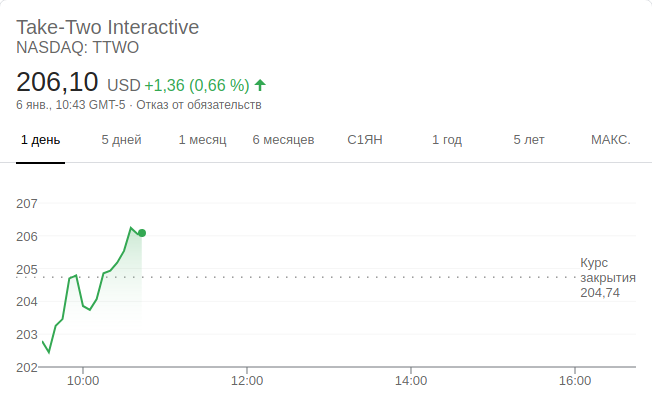 Take-Two Interactive
NASDAQ: TTWO
206,10 USD +1,36 (0,66 %)
6 янв., 10:43 GMT-5 · Отказ от обязательств
1 день 5 дней 1 месяц 6 месяцев С1ЯН 1 год 5 лет МАКС.
207
206
205
204
203
202
Курс
закрытия
204,74
10:00 12:00 14:00 16:00